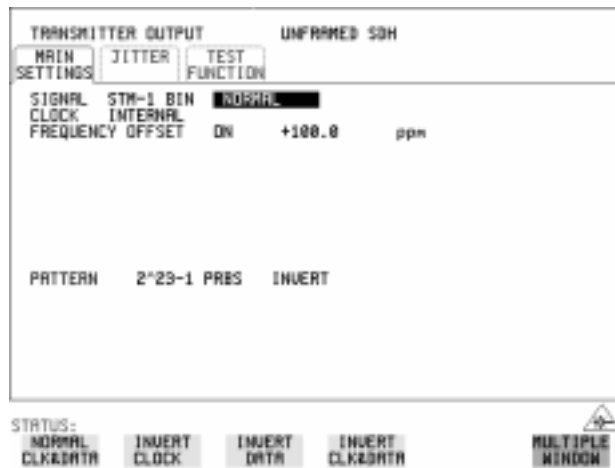 TRANSMITTER OUTPUT UNFRAMED SDH
MAIN SETTINGS JITTER TEST FUNCTION
SIGNAL STM-1 BIN NORMAL
CLOCK INTERNAL
FREQUENCY OFFSET ON +100.0 ppm
PATTERN 2^23-1 PRBS INVERT
STATUS:
NORMAL INVERT INVERT INVERT MULTIPLE
CLK&DATA CLOCK DATA CLK&DATA WINDOW